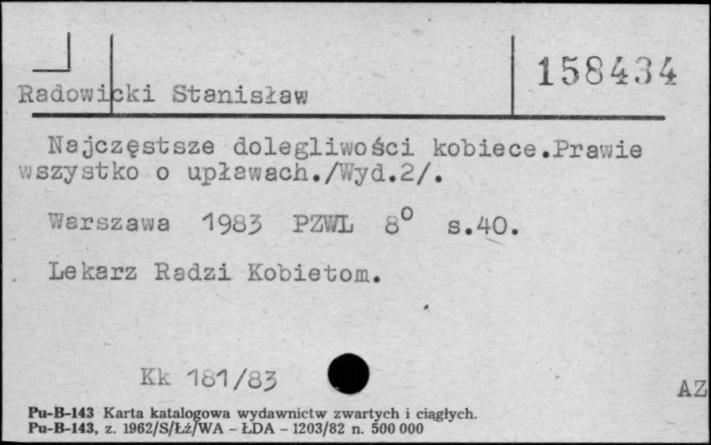 158434
Radowicki Stanisław
Najczęstsze dolegliwości kobiece.Prawie
wszystko o upławach./Wyd.2/.
Warszawa 1983 PZWL 8° s.40.
Lekarz Radzi Kobietom.
Kk 181/83
AZ
Pu-B-143 Karta katalogowa wydawnictw zwartych i ciągłych.
Pu-B-143, z. 1962/S/Łź/WA - ŁDA - 1203/82 n. 500 000